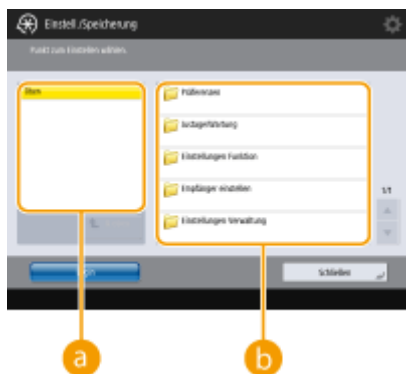 Einstell./Speicherung
Punkt zum Einstellen wählen.
Oben
Präferenzen
Justage/Wartung
Einstellungen Funktion
Empfänger einstellen
Einstellungen Verwaltung
1/1
Schließen
a
b